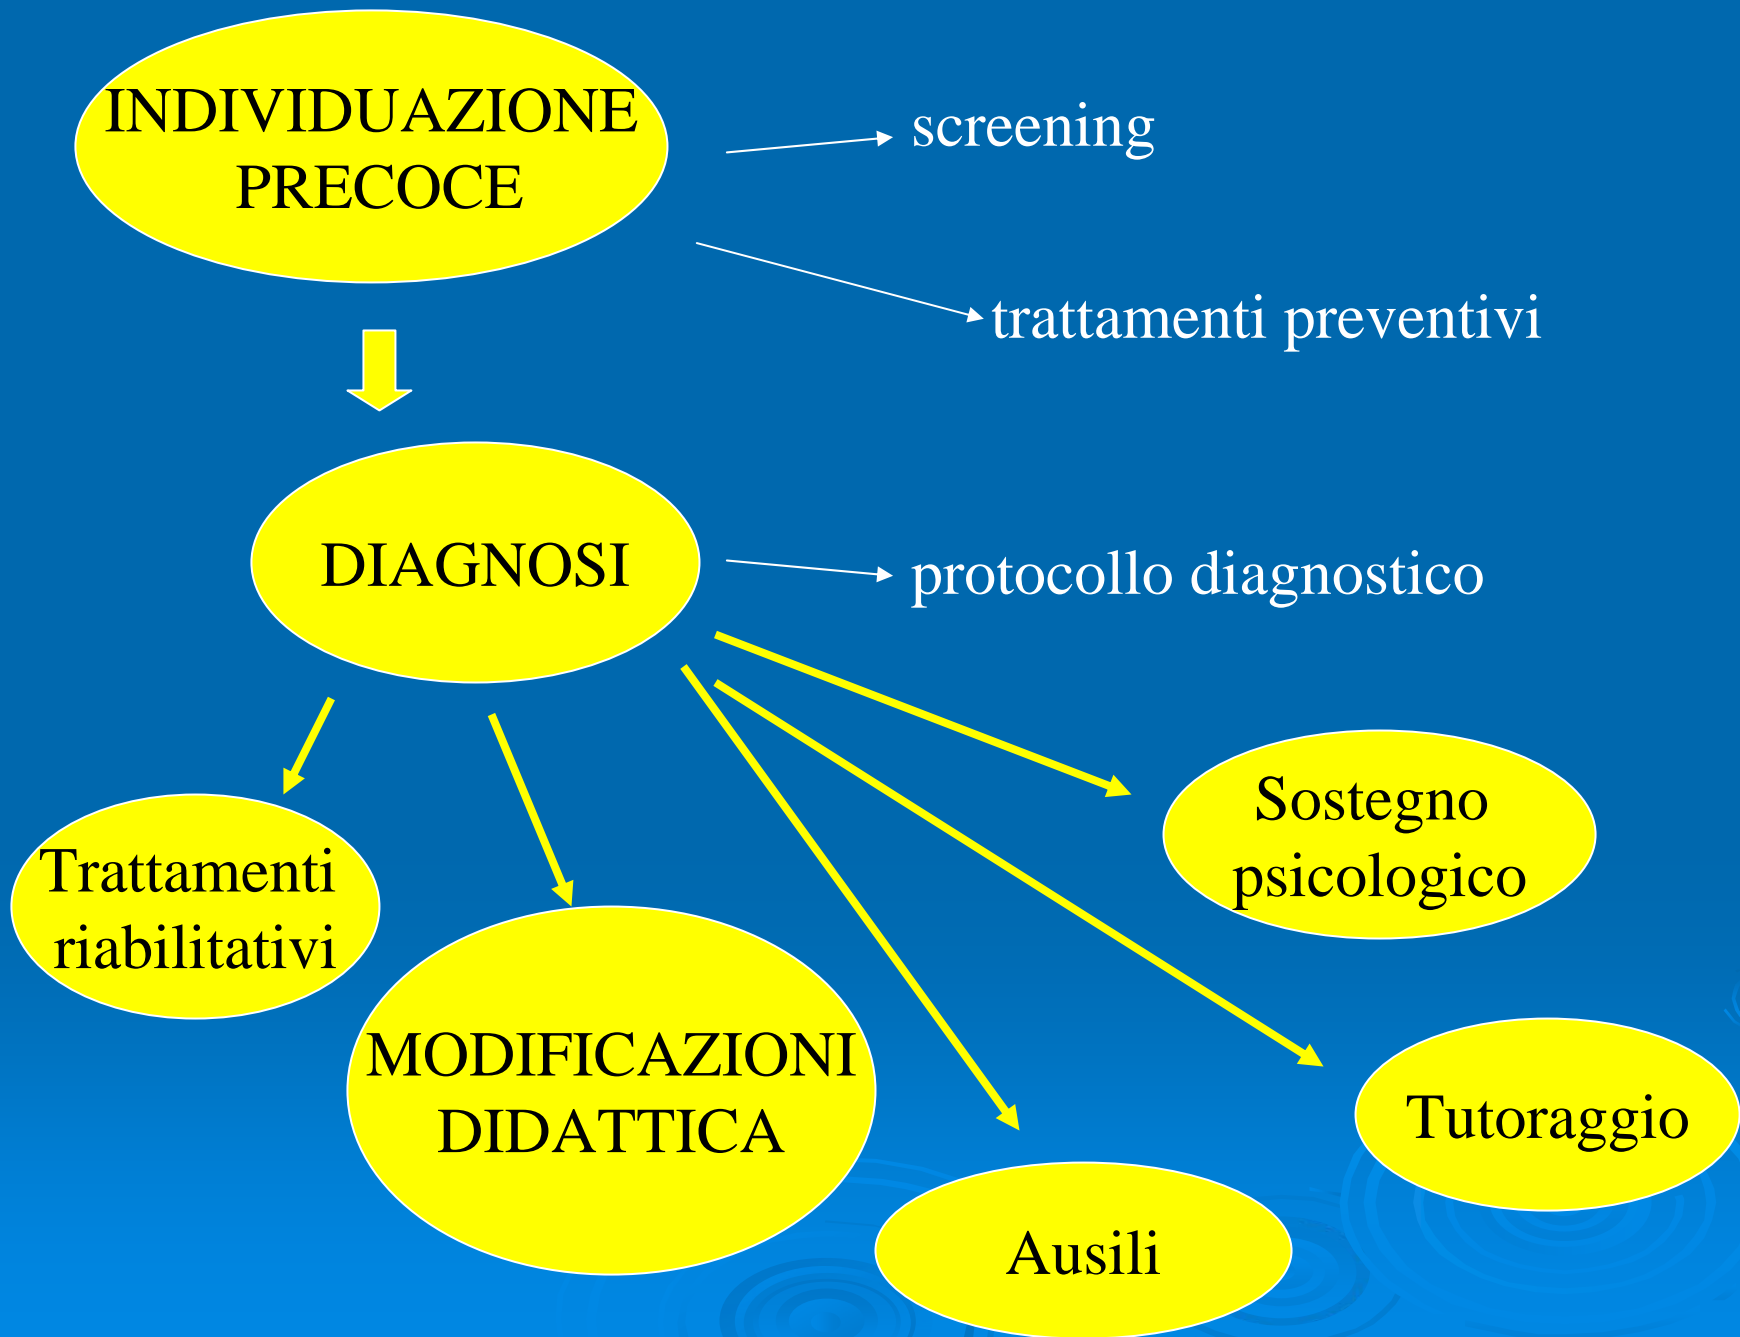 INDIVIDUAZIONE
PRECOCE
screening
trattamenti preventivi
DIAGNOSI
protocollo diagnostico
Sostegno
psicologico
Trattamenti
riabilitativi
MODIFICAZIONI
DIDATTICA
Tutoraggio
Ausili